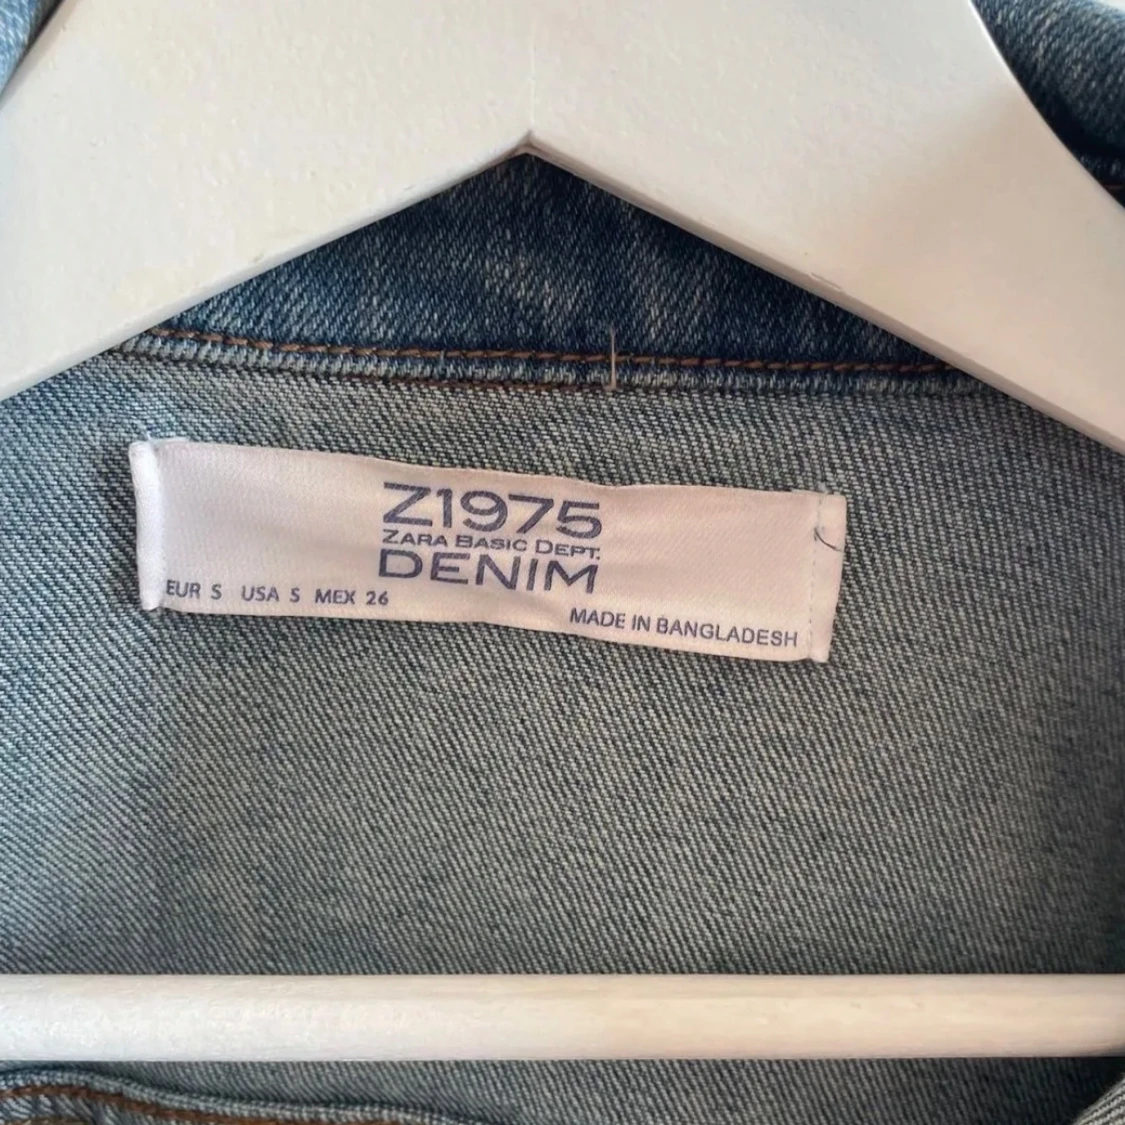 Z1975
ZARA BASIC DEPT.
DENIM
EUR S USA S MEX 26
MADE IN BANGLADESH